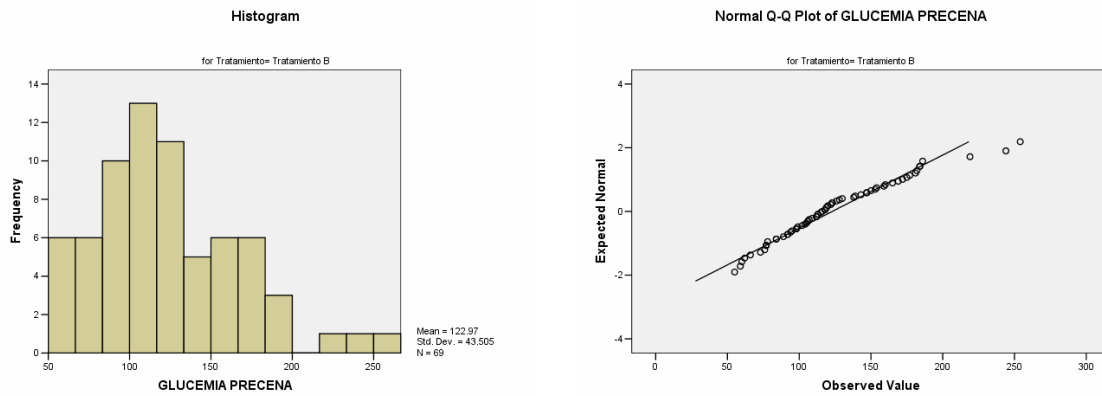 Histogram
for Tratamiento= Tratamiento B
14
12
10
8
6
4
2
0
Frequency
50
100
150
200
250
GLUCEMIA PRECENA
Mean = 122.97
Std. Dev. = 43.505
N = 69
Normal Q-Q Plot of GLUCEMIA PRECENA
for Tratamiento= Tratamiento B
4
2
0
-2
-4
Expected Normal
0
50
100
150
200
250
300
Observed Value